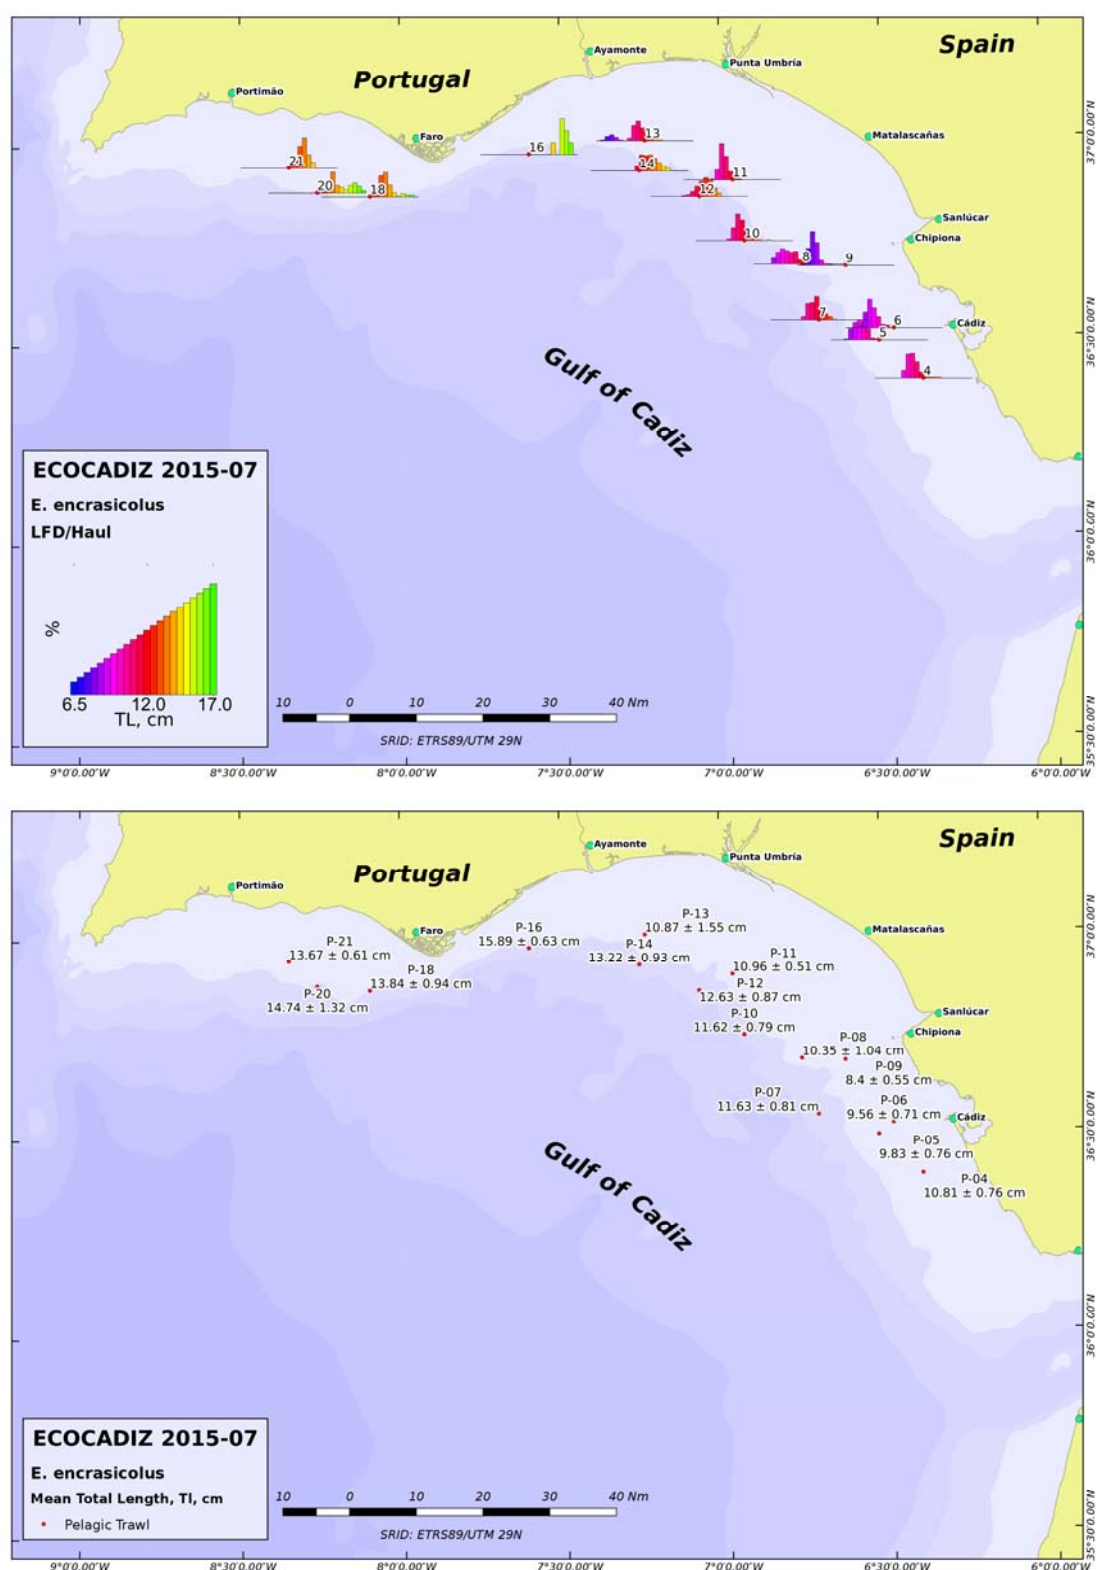 Spain
Ayamonte
Punta Umbría
Portugal
Portimão
Faro
Matalascañas
37°0'0.00"N
21
20
18
16
13
14
11
12
10
Sanlúcar
Chipiona
8
9
7
6
5
Cádiz
4
36°30'0.00"N
Gulf of Cadiz
36°0'0.00"N
35°30'0.00"N
ECOCADIZ 2015-07
E. encrasicolus
LFD/Haul
%
6.5 12.0 17.0
TL, cm
10 0 10 20 30 40 Nm
SRID: ETRS89/UTM 29N
9°0'0.00"W 8°30'0.00"W 8°0'0.00"W 7°30'0.00"W 7°0'0.00"W 6°30'0.00"W 6°0'0.00"W
Spain
Ayamonte
Punta Umbría
Portugal
Portimão
Faro
Matalascañas
37°0'0.00"N
P-21
13.67 ± 0.61 cm
P-18
13.84 ± 0.94 cm
P-20
14.74 ± 1.32 cm
P-16
15.89 ± 0.63 cm
P-13
10.87 ± 1.55 cm
P-14
13.22 ± 0.93 cm
P-11
10.96 ± 0.51 cm
P-12
12.63 ± 0.87 cm
P-10
11.62 ± 0.79 cm
Sanlúcar
Chipiona
P-08
10.35 ± 1.04 cm
P-09
8.4 ± 0.55 cm
P-07
11.63 ± 0.81 cm
P-06
9.56 ± 0.71 cm
Cádiz
P-05
9.83 ± 0.76 cm
P-04
10.81 ± 0.76 cm
36°30'0.00"N
Gulf of Cadiz
36°0'0.00"N
35°30'0.00"N
ECOCADIZ 2015-07
E. encrasicolus
Mean Total Length, Tl, cm
Pelagic Trawl
10 0 10 20 30 40 Nm
SRID: ETRS89/UTM 29N
9°0'0.00"W 8°30'0.00"W 8°0'0.00"W 7°30'0.00"W 7°0'0.00"W 6°30'0.00"W 6°0'0.00"W